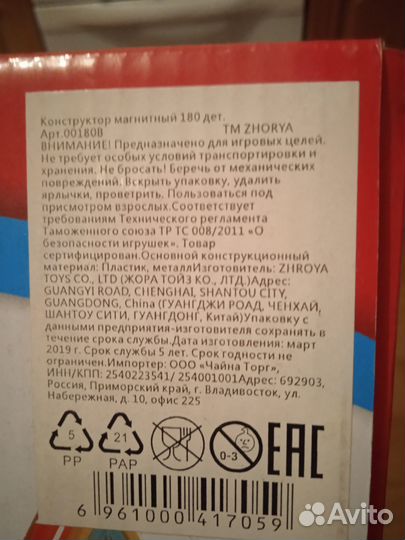 Конструктор магнитный 180 дет.
Арт.00180В TM ZHORYA
ВНИМАНИЕ! Предназначено для игровых целей.
Не требует особых условий транспортировки и
хранения. Не бросать! Беречь от механических
повреждений. Вскрыть упаковку, удалить
ярлычки, проветрить. Пользоваться под
присмотром взрослых.Соответствует
требованиям Технического регламента
Таможенного союза ТР ТС 008/2011 «О
безопасности игрушек». Товар
сертифицирован.Основной конструкционный
материал: Пластик, металлИзготовитель: ZHROYA
TOYS CO., LTD (ЖОРА ТОЙЗ КО., ЛТД.)Адрес:
GUANGYI ROAD, CHENGHAI, SHANTOU CITY,
GUANGDONG, China (ГУАНГДЖИ РОАД, ЧЕНХАЙ,
ШАНТОУ СИТИ, ГУАНГДОНГ, Китай)Упаковку с
данными предприятия-изготовителя сохранять в
течение срока службы.Дата изготовления: март
2019 г. Срок службы 5 лет. Срок годности не
ограничен.Импортер: ООО «Чайна Торг»,
ИНН/КПП: 2540223541/ 254001001Адрес: 692903,
Россия, Приморский край, г. Владивосток, ул.
Набережная, д. 10, офис 225
5 21 0-3 EAC
PP PAP
6 961000 417059
Avito